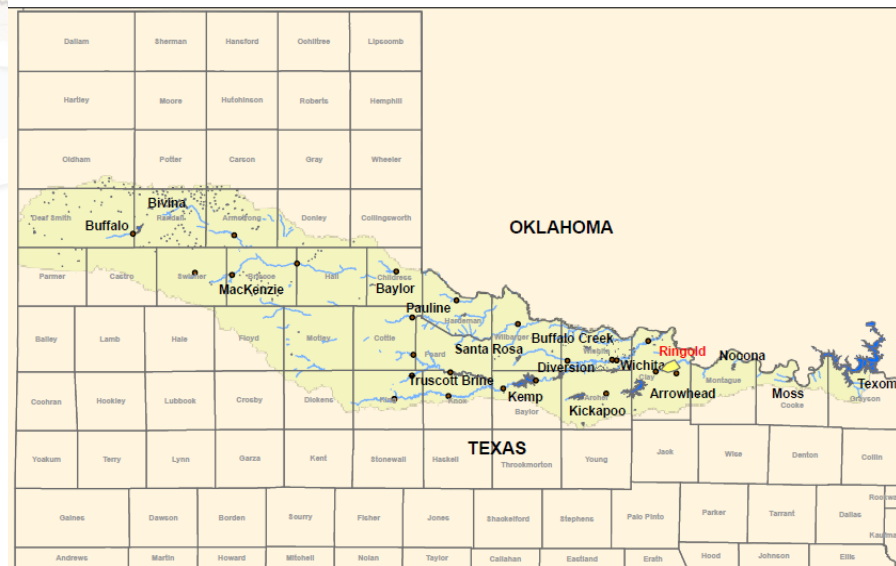 Dallam Sherman Hansford Ochiltree Lipscomb
Hartley Moore Hutchinson Roberts Hemphill
Oldham Potter Carson Gray Wheeler
Bivina
Deaf Smith Randall Armstrong Donley Collingsworth
Buffalo
OKLAHOMA
Parmer Castro Swisher Briscoe Hall Childress
MacKenzie Baylor
Pauline
Hardeman
Bailey Lamb Hale Floyd Motley Cottle Wilbarger Buffalo Creek
Foard Santa Rosa Wichita Ringold
Diversion Wichita Nocona
Truscott Brine Clay Montague Texom
Cochran Hockley Lubbock Crosby Dickens King Knox Kemp Archer Arrowhead Moss Grayson
Baylor Kickapoo Cooke
TEXAS
Yoakum Terry Lynn Garza Kent Stonewall Haskell Throckmorton Young Jack Wise Denton Collin
Gaines Dawson Borden Scurry Fisher Jones Shackelford Stephens Palo Pinto Parker Tarrant Dallas
Andrews Martin Howard Mitchell Nolan Taylor Callahan Eastland Erath Hood Johnson Ellis